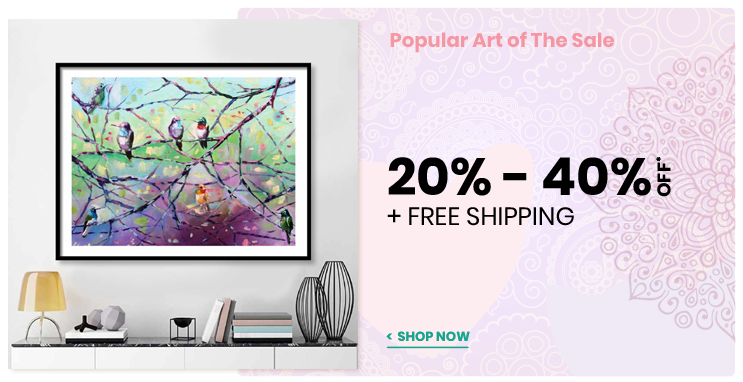 Popular Art of The Sale
20% – 40% OFF*
+ FREE SHIPPING
< SHOP NOW